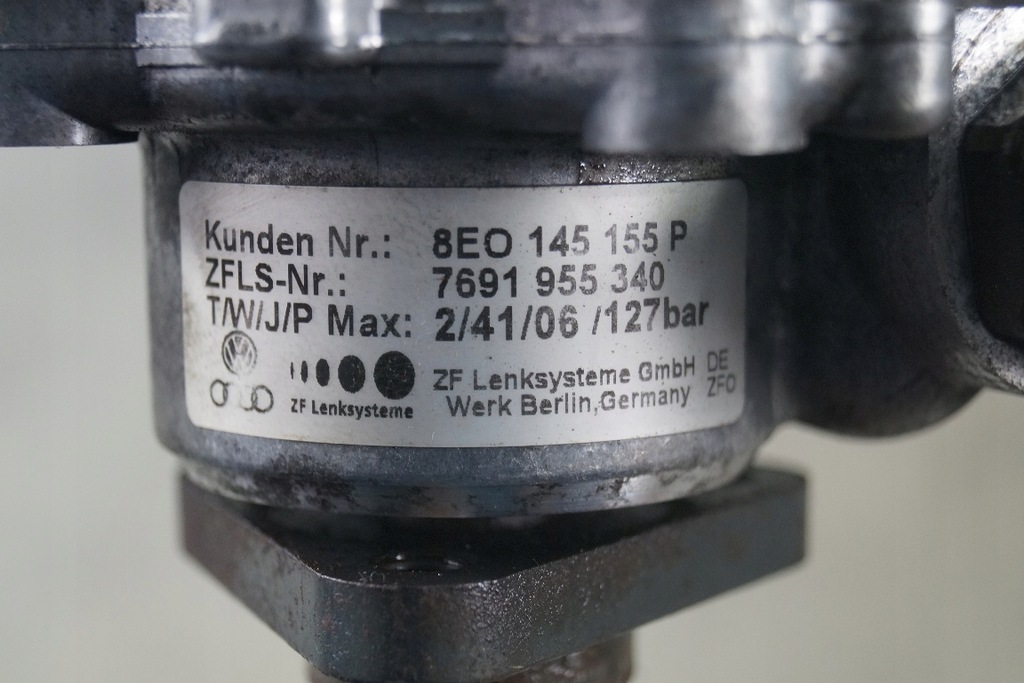 Kunden Nr.: 8EO 145 155 P
ZFLS-Nr.: 7691 955 340
T/W/J/P Max: 2/41/06 /127bar
ZF Lenksysteme GmbH DE
Werk Berlin,Germany ZFO
ZF Lenksysteme